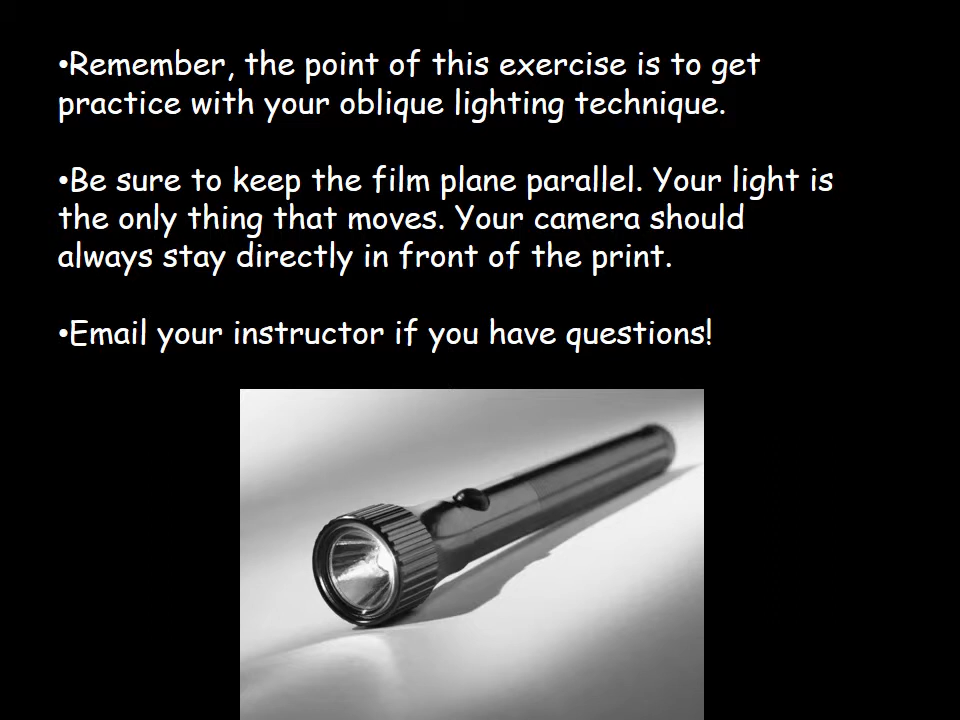 •Remember, the point of this exercise is to get
practice with your oblique lighting technique.
•Be sure to keep the film plane parallel. Your light is
the only thing that moves. Your camera should
always stay directly in front of the print.
•Email your instructor if you have questions!